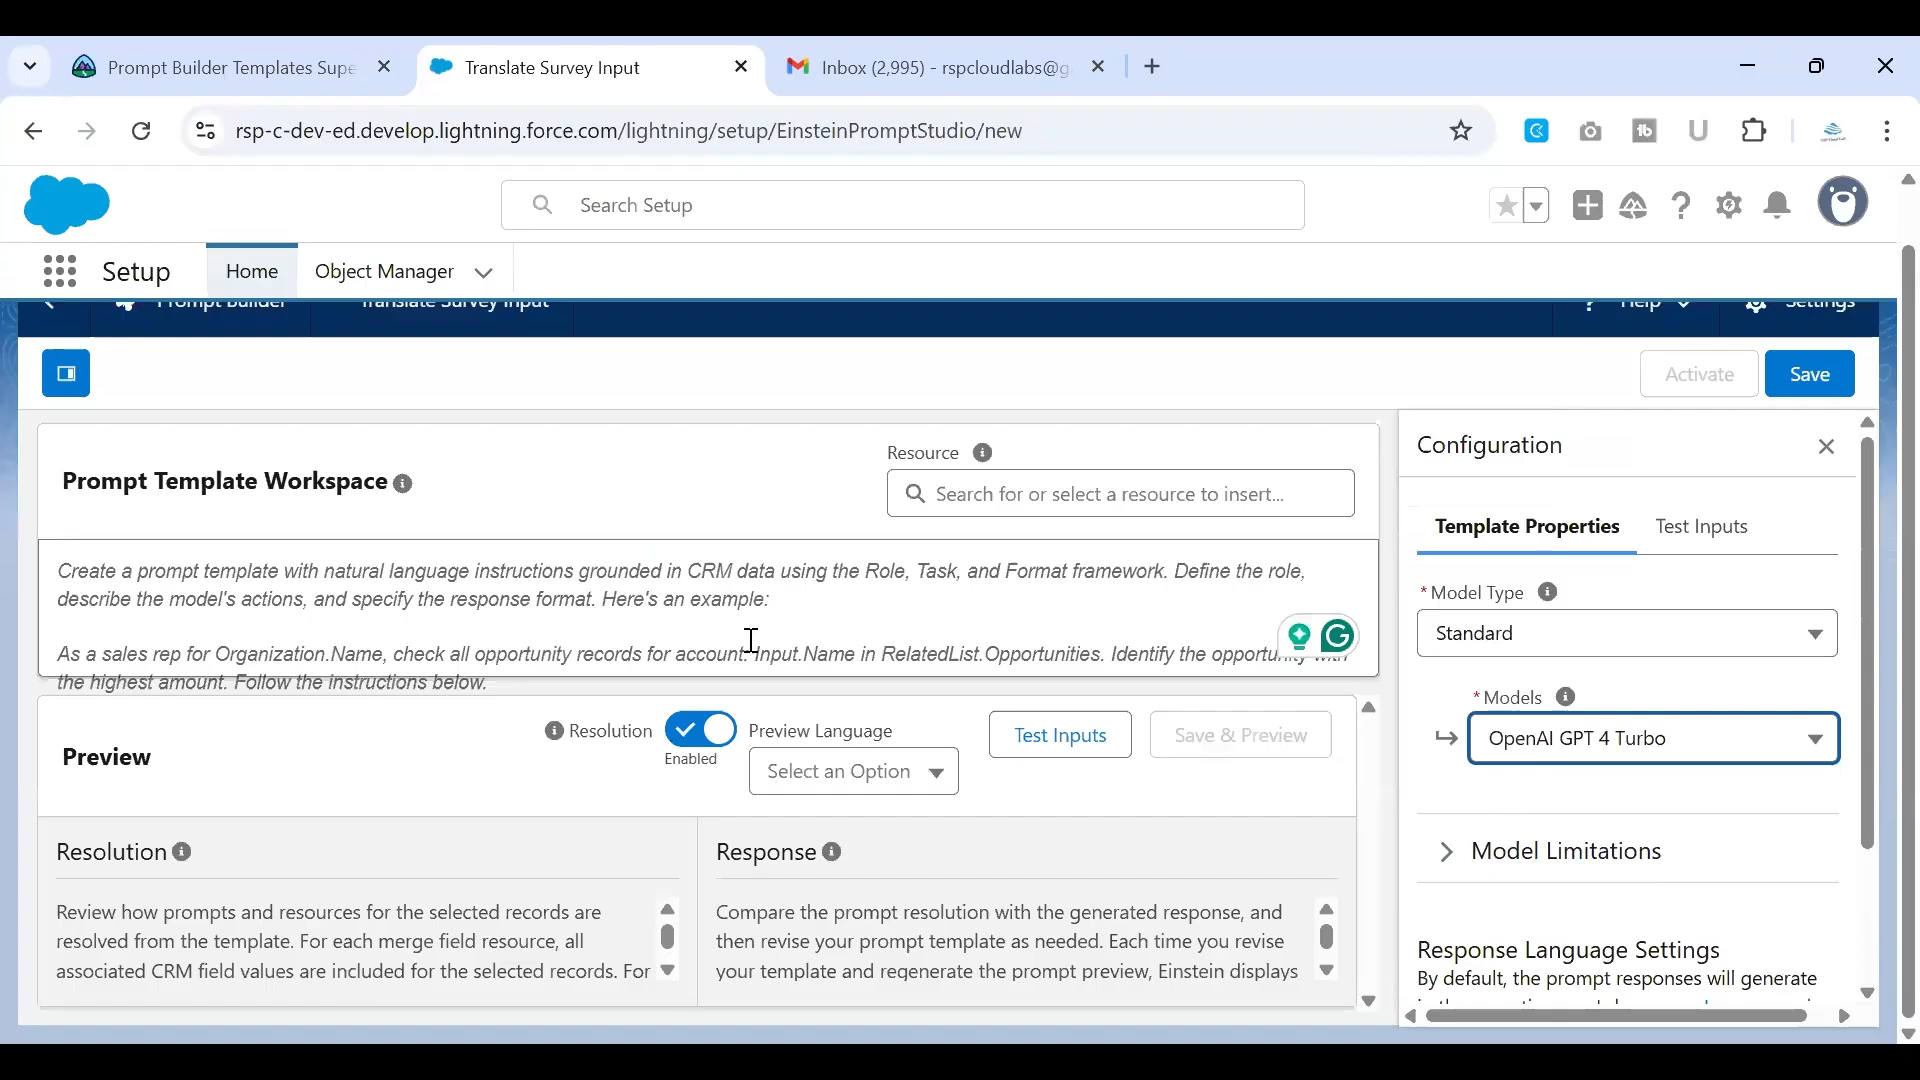 Prompt Builder Templates Supe
Translate Survey Input
Inbox (2,995) - rspcloudlabs@g
rsp-c-dev-ed.develop.lightning.force.com/lightning/setup/EinsteinPromptStudio/new
Search Setup
Setup
Home
Object Manager
Prompt Builder
Translate Survey Input
Help
Settings
Activate
Save
Prompt Template Workspace
Resource
Search for or select a resource to insert...
Create a prompt template with natural language instructions grounded in CRM data using the Role, Task, and Format framework. Define the role,
describe the model's actions, and specify the response format. Here's an example:
As a sales rep for Organization.Name, check all opportunity records for account: Input.Name in RelatedList.Opportunities. Identify the opportunity with
the highest amount. Follow the instructions below.
Preview
Resolution
Enabled
Preview Language
Select an Option
Test Inputs
Save & Preview
Resolution
Review how prompts and resources for the selected records are
resolved from the template. For each merge field resource, all
associated CRM field values are included for the selected records. For
Response
Compare the prompt resolution with the generated response, and
then revise your prompt template as needed. Each time you revise
your template and regenerate the prompt preview, Einstein displays
Configuration
Template Properties
Test Inputs
* Model Type
Standard
* Models
OpenAI GPT 4 Turbo
Model Limitations
Response Language Settings
By default, the prompt responses will generate